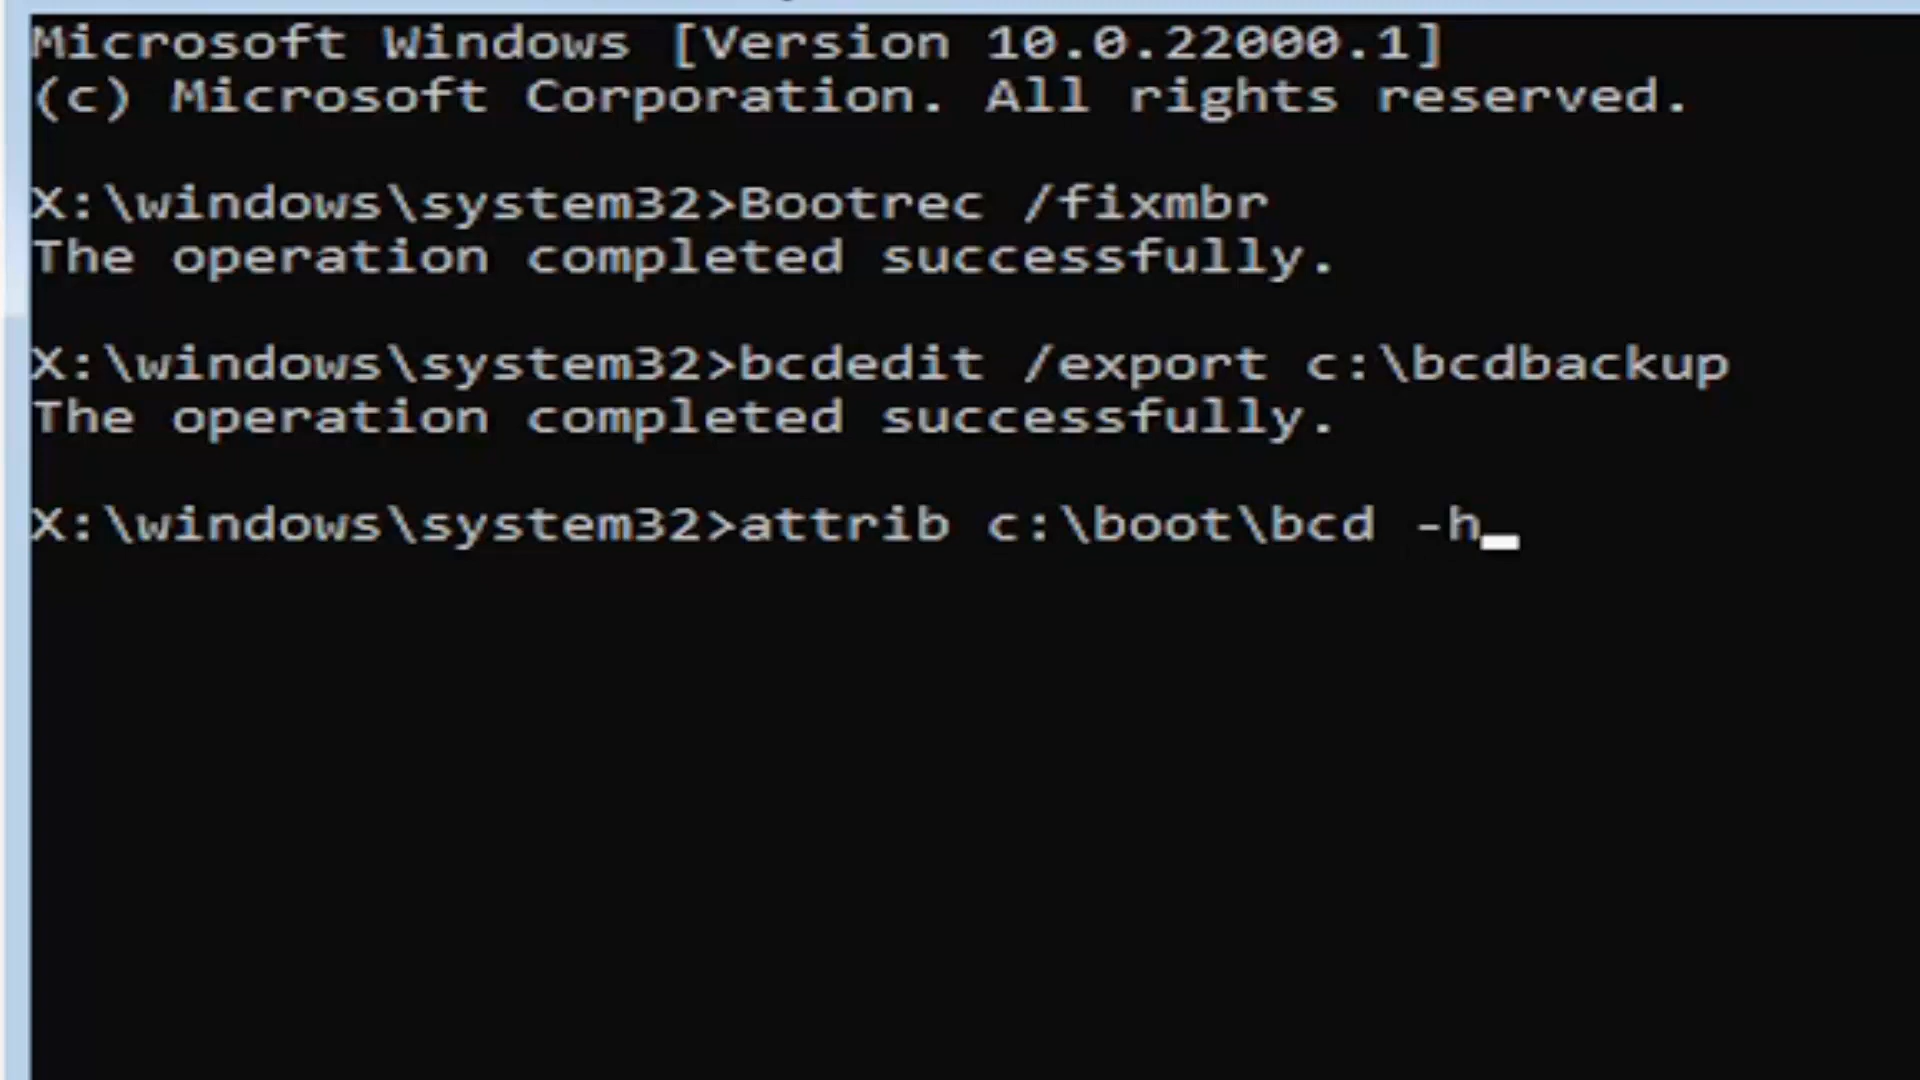 Microsoft Windows [Version 10.0.22000.1]
(c) Microsoft Corporation. All rights reserved.
X:\windows\system32>Bootrec /fixmbr
The operation completed successfully.
X:\windows\system32>bcdedit /export c:\bcdbackup
The operation completed successfully.
X:\windows\system32>attrib c:\boot\bcd -h